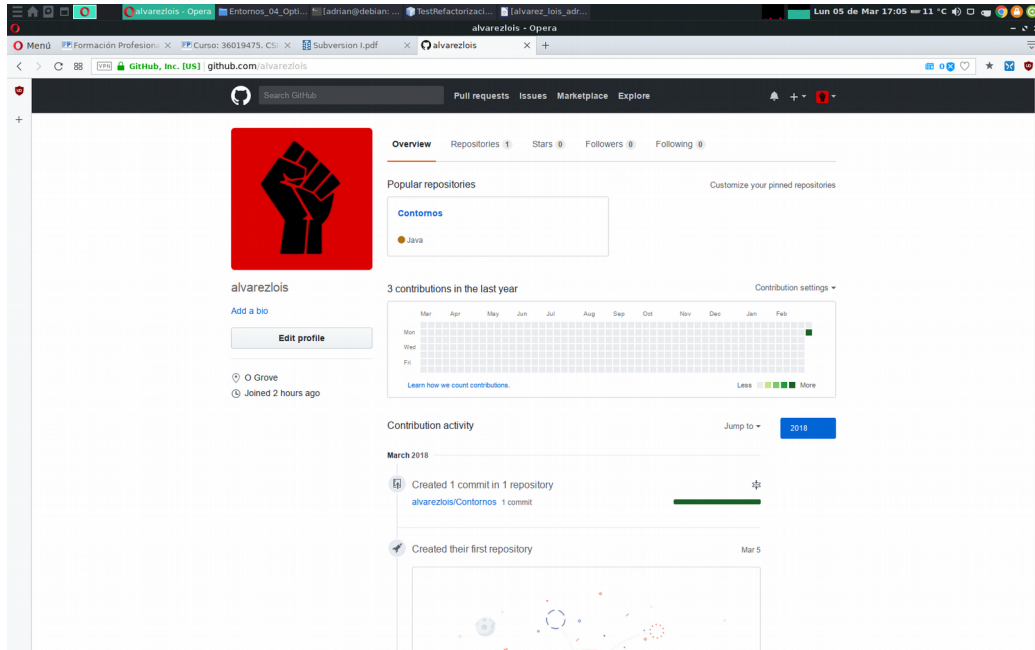 alvarezlois - Opera
Entornos_04_Opti...
[adrian@debian: ...
TestRefactorizaci...
[alvarez_lois_adr...
Lun 05 de Mar 17:05
11 °C
alvarezlois - Opera
Menú
Formación Profesiona
Curso: 36019475. CSI
Subversion I.pdf
alvarezlois
VPN
GitHub, Inc. [US]
github.com/alvarezlois
0
Search GitHub
Pull requests
Issues
Marketplace
Explore
Overview
Repositories 1
Stars 0
Followers 0
Following 0
Popular repositories
Customize your pinned repositories
Contornos
Java
alvarezlois
Add a bio
Edit profile
O Grove
Joined 2 hours ago
3 contributions in the last year
Contribution settings
Mar Apr May Jun Jul Aug Sep Oct Nov Dec Jan Feb
Mon
Wed
Fri
Learn how we count contributions.
Less
More
Contribution activity
Jump to
2018
March 2018
Created 1 commit in 1 repository
alvarezlois/Contornos 1 commit
Created their first repository
Mar 5